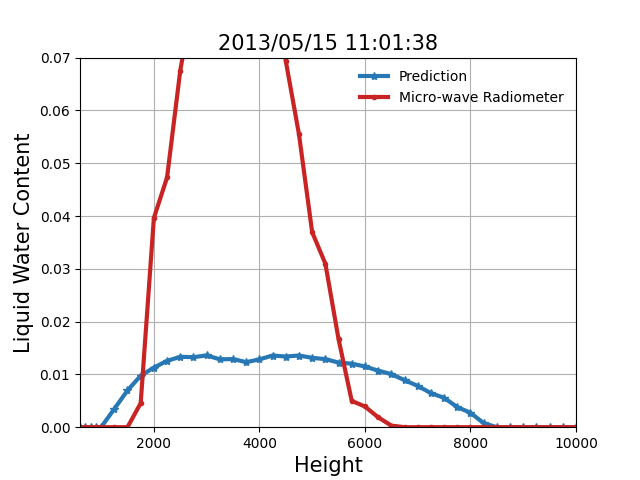 2013/05/15 11:01:38
0.07
0.06
0.05
0.04
0.03
0.02
0.01
0.00
Liquid Water Content
Prediction
Micro-wave Radiometer
2000 4000 6000 8000 10000
Height